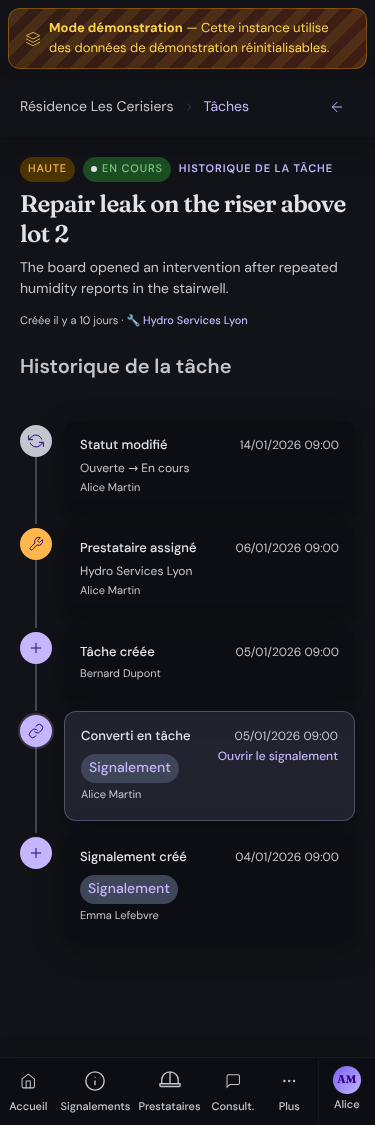 Mode démonstration — Cette instance utilise
des données de démonstration réinitialisables.
Résidence Les Cerisiers > Tâches
HAUTE EN COURS HISTORIQUE DE LA TÂCHE
Repair leak on the riser above
lot 2
The board opened an intervention after repeated
humidity reports in the stairwell.
Créée il y a 10 jours · 🔧 Hydro Services Lyon
Historique de la tâche
Statut modifié 14/01/2026 09:00
Ouverte → En cours
Alice Martin
Prestataire assigné 06/01/2026 09:00
Hydro Services Lyon
Alice Martin
Tâche créée 05/01/2026 09:00
Bernard Dupont
Converti en tâche 05/01/2026 09:00
Ouvrir le signalement
Signalement
Alice Martin
Signalement créé 04/01/2026 09:00
Signalement
Emma Lefebvre
AM
Accueil Signalements Prestataires Consult. Plus Alice